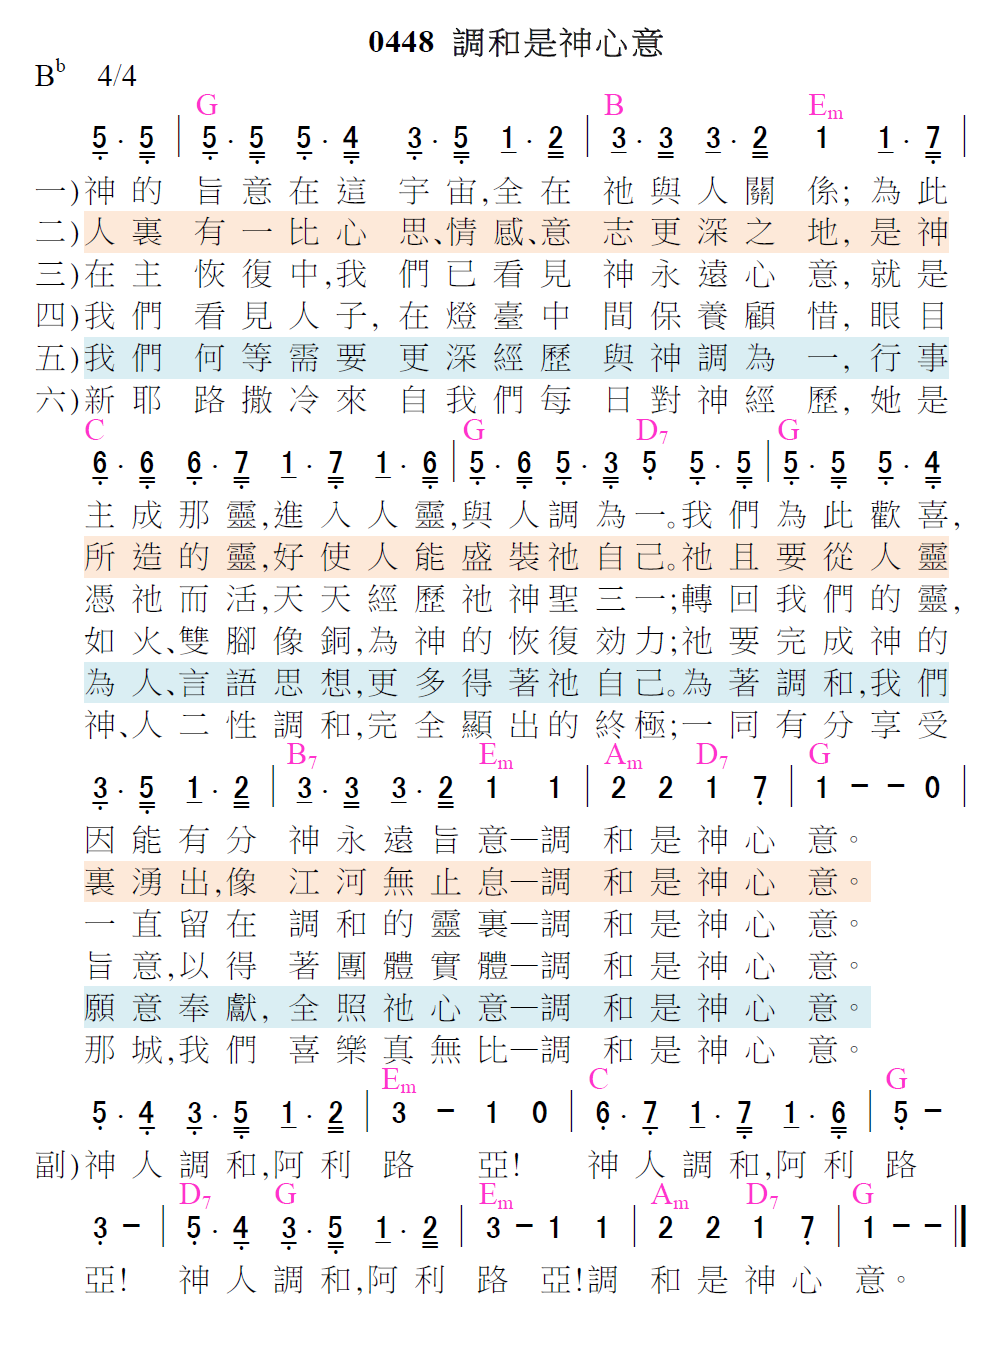 0448 調和是神心意
Bb 4/4
G B Em
5 · 5 | 5 · 5 5 · 4 3 · 5 1 · 2 | 3 · 3 3 · 2 1 1 · 7 |
一)神的旨意在這宇宙,全在祂與人關係;為此
二)人裏有一比心思、情感、意志更深之地,是神
三)在主恢復中,我們已看見神永遠心意,就是
四)我們看見人子,在燈臺中間保養顧惜,眼目
五)我們何等需要更深經歷與神調為一,行事
六)新耶路撒冷來自我們每日對神經歷,她是
C G D7 G
6 · 6 6 · 7 1 · 7 1 · 6 | 5 · 6 5 · 3 5 5 · 5 | 5 · 5 5 · 4
主成那靈,進入人靈,與人調為一。我們為此歡喜,
所造的靈,好使人能盛裝祂自己。祂且要從人靈
憑祂而活,天天經歷祂神聖三一;轉回我們的靈,
如火、雙腳像銅,為神的恢復效力;祂要完成神的
為人、言語思想,更多得著祂自己。為著調和,我們
神、人二性調和,完全顯出的終極;一同有分享受
B7 Em Am D7 G
3 · 5 1 · 2 | 3 · 3 3 · 2 1 1 | 2 2 1 7 | 1 – – 0 |
因能有分神永遠旨意—調和是神心意。
裏湧出,像江河無止息—調和是神心意。
一直留在調和的靈裏—調和是神心意。
旨意,以得著團體實體—調和是神心意。
願意奉獻,全照祂心意—調和是神心意。
那城,我們喜樂真無比—調和是神心意。
Em C G
5 · 4 3 · 5 1 · 2 | 3 – 1 0 | 6 · 7 1 · 7 1 · 6 | 5 –
副)神人調和,阿利路亞!神人調和,阿利路
D7 G Em Am D7 G
3 – | 5 · 4 3 · 5 1 · 2 | 3 – 1 1 | 2 2 1 7 | 1 – – ‖
亞!神人調和,阿利路亞!調和是神心意。